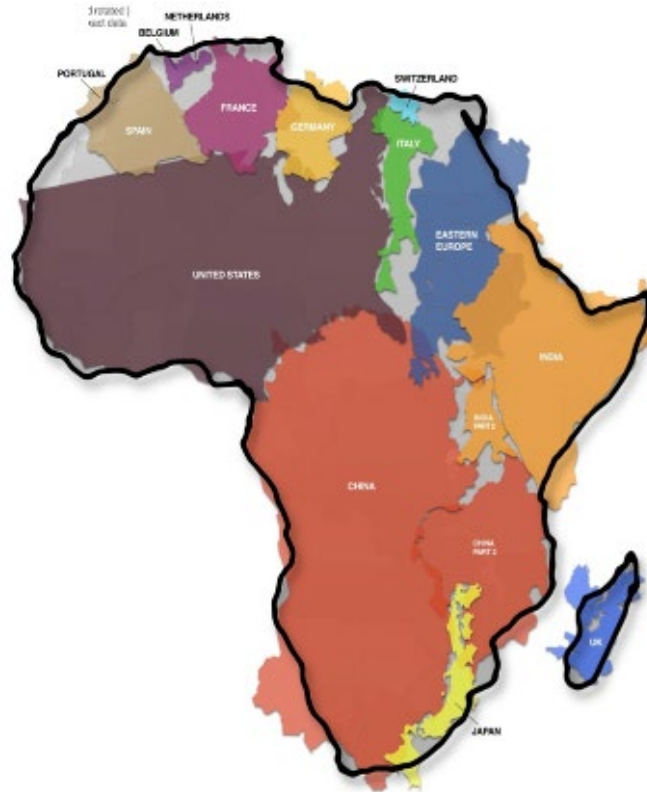 NETHERLANDS
BELGIUM
PORTUGAL
SWITZERLAND
SPAIN
FRANCE
GERMANY
ITALY
EASTERN
EUROPE
UNITED STATES
INDIA
INDIA
PART 2
CHINA
CHINA
PART 2
UK
JAPAN